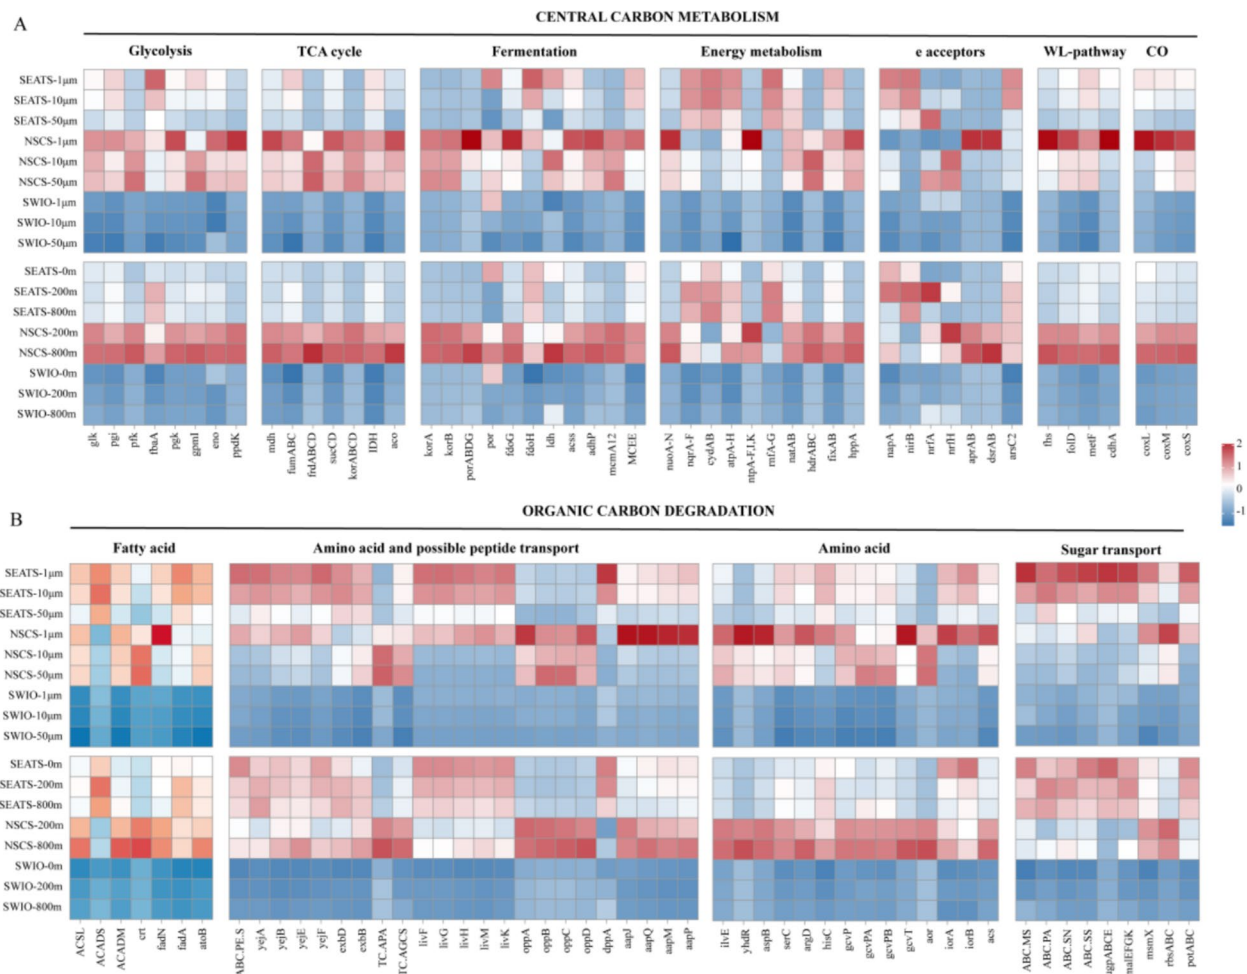 A
CENTRAL CARBON METABOLISM
Glycolysis TCA cycle Fermentation Energy metabolism e acceptors WL-pathway CO
SEATS-1μm
SEATS-10μm
SEATS-50μm
NSCS-1μm
NSCS-10μm
NSCS-50μm
SWIO-1μm
SWIO-10μm
SWIO-50μm
SEATS-0m
SEATS-200m
SEATS-800m
NSCS-200m
NSCS-800m
SWIO-0m
SWIO-200m
SWIO-800m
glk pgi pfk fbaA pgk gpmI eno ppdK mdh fumABC frdABCD sucCD korABCD IDH aco korA korB porABDG por fdoG fdoH ldh acss adhP mcmA12 MCEE nuoA-N nqrA-F cydAB atpA-H ntpA-F,I,K rnfA-G natAB hdrABC fixAB hppA napA nirB nrfA nrfH aprAB dsrAB arsC2 fhs folD metF cdhA coxL coxM coxS
2
1
0
-1
B
ORGANIC CARBON DEGRADATION
Fatty acid Amino acid and possible peptide transport Amino acid Sugar transport
SEATS-1μm
SEATS-10μm
SEATS-50μm
NSCS-1μm
NSCS-10μm
NSCS-50μm
SWIO-1μm
SWIO-10μm
SWIO-50μm
SEATS-0m
SEATS-200m
SEATS-800m
NSCS-200m
NSCS-800m
SWIO-0m
SWIO-200m
SWIO-800m
ACSL ACADS ACADM crt fadN fadA atoB ABC.PE.S yejA yejB yejE yejF exbD exbB TC.APA TC.AGCS livF livG livH livM livK oppA oppB oppC oppD dppA aapJ aapQ aapM aapP ilvE yhdR aspB serC argD hisC gcvP gcvPA gcvPB gcvT aor iorA iorB acs ABC.MS ABC.PA ABC.SN ABC.SS ugpABCE malEFGK msmX rbsABC potABC